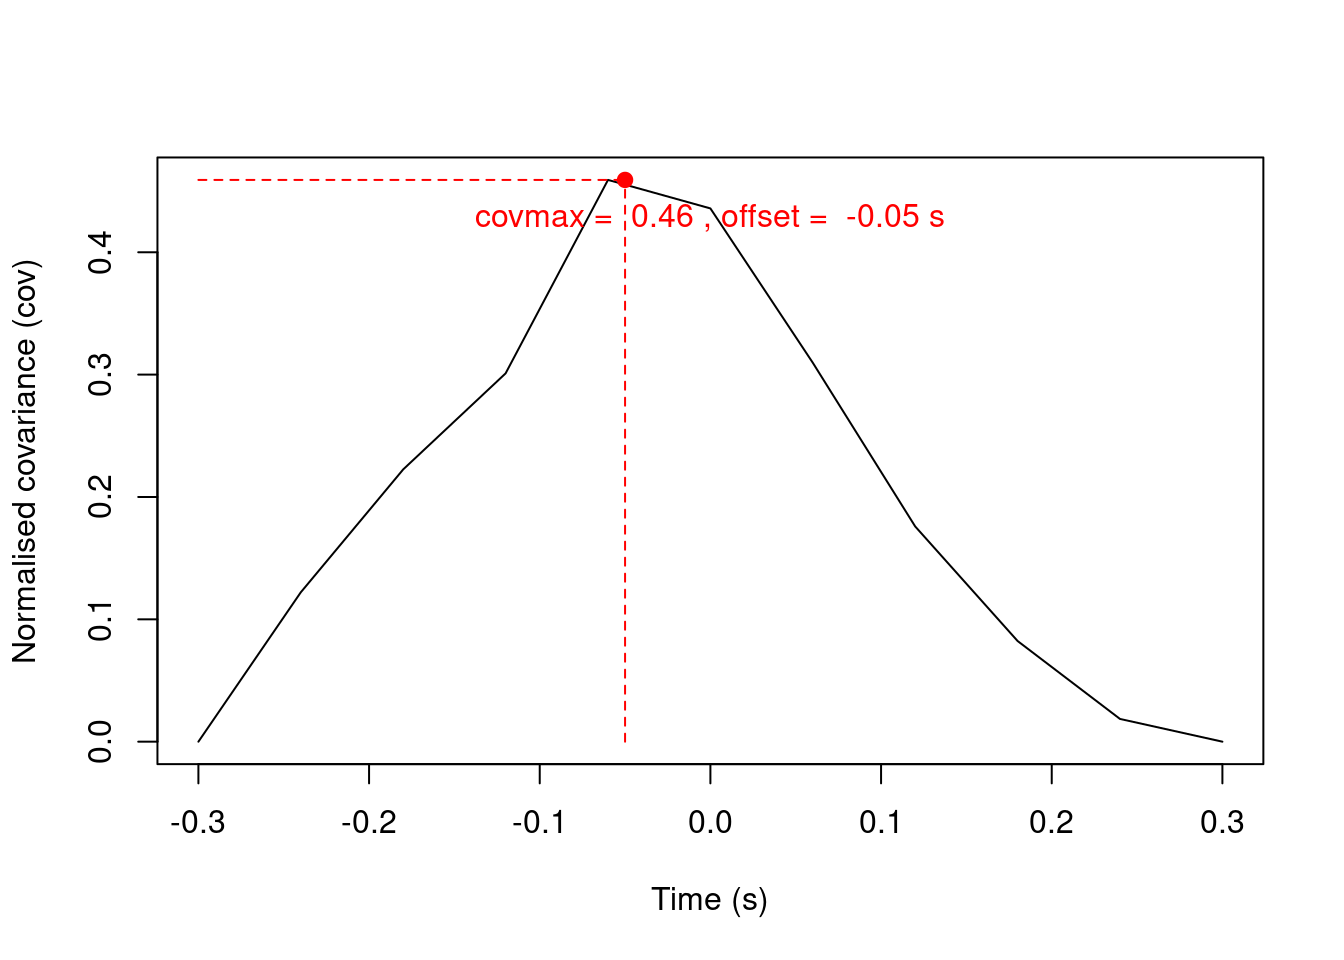 covmax =  0.46 , offset =  -0.05 s
Normalised covariance (cov)
0.4
0.3
0.2
0.1
0.0
-0.3 -0.2 -0.1 0.0 0.1 0.2 0.3
Time (s)